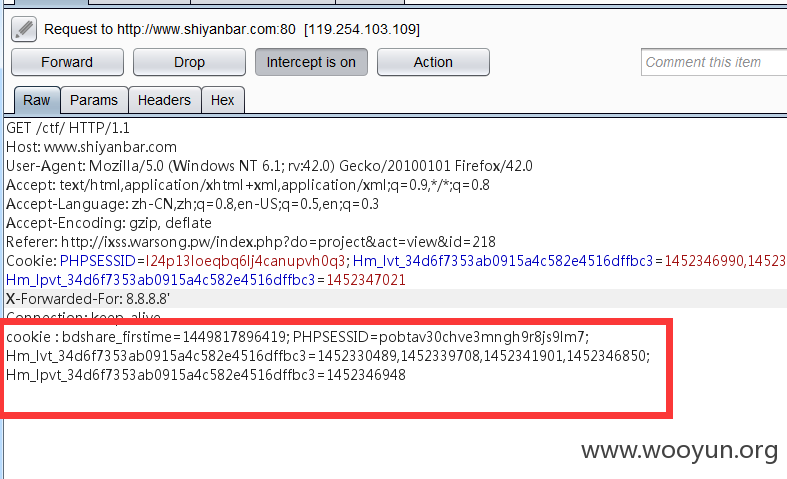 Request to http://www.shiyanbar.com:80 [119.254.103.109]
Forward Drop Intercept is on Action Comment this item
Raw Params Headers Hex
GET /ctf/ HTTP/1.1
Host: www.shiyanbar.com
User-Agent: Mozilla/5.0 (Windows NT 6.1; rv:42.0) Gecko/20100101 Firefox/42.0
Accept: text/html,application/xhtml+xml,application/xml;q=0.9,*/*;q=0.8
Accept-Language: zh-CN,zh;q=0.8,en-US;q=0.5,en;q=0.3
Accept-Encoding: gzip, deflate
Referer: http://ixss.warsong.pw/index.php?do=project&act=view&id=218
Cookie: PHPSESSID=l24p13loeqbq6lj4canupvh0q3; Hm_lvt_34d6f7353ab0915a4c582e4516dffbc3=1452346990,14523
Hm_lpvt_34d6f7353ab0915a4c582e4516dffbc3=1452347021
X-Forwarded-For: 8.8.8.8'
Connection: keep-alive
cookie : bdshare_firstime=1449817896419; PHPSESSID=pobtav30chve3mngh9r8js9lm7;
Hm_lvt_34d6f7353ab0915a4c582e4516dffbc3=1452330489,1452339708,1452341901,1452346850;
Hm_lpvt_34d6f7353ab0915a4c582e4516dffbc3=1452346948
www.wooyun.org